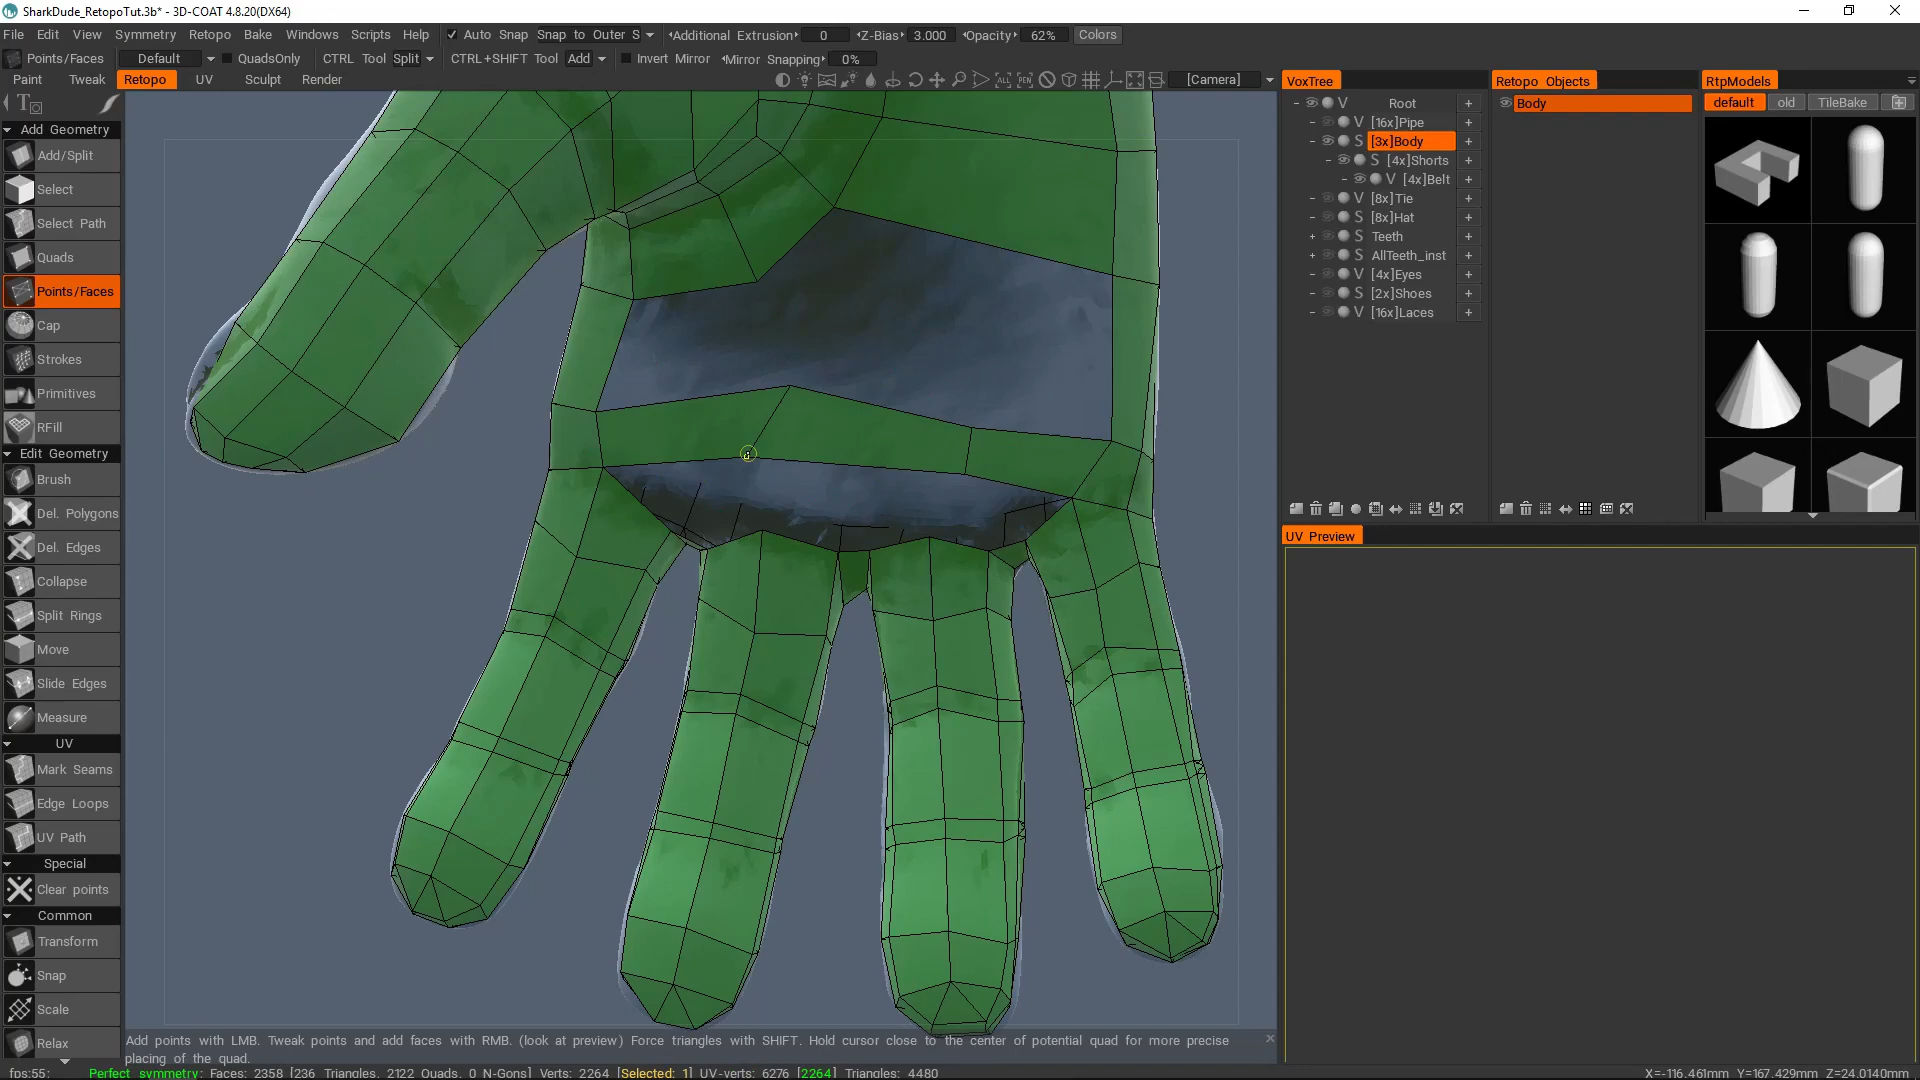 SharkDude_RetopoTut.3b* - 3D-COAT 4.8.20(DX64)
File Edit View Symmetry Retopo Bake Windows Scripts Help Auto Snap Snap to Outer S Additional Extrusion 0 Z-Bias 3.000 Opacity 62% Colors
Points/Faces Default QuadsOnly CTRL Tool Split CTRL+SHIFT Tool Add Invert Mirror Mirror Snapping 0%
Paint Tweak Retopo UV Sculpt Render [Camera]
VoxTree
Root
[16x]Pipe
[3x]Body
[4x]Shorts
[4x]Belt
[8x]Tie
[8x]Hat
Teeth
AllTeeth_inst
[4x]Eyes
[2x]Shoes
[16x]Laces
Retopo Objects
Body
RtpModels
default old TileBake
UV Preview
Add Geometry
Add/Split
Select
Select Path
Quads
Points/Faces
Cap
Strokes
Primitives
RFill
Edit Geometry
Brush
Del. Polygons
Del. Edges
Collapse
Split Rings
Move
Slide Edges
Measure
UV
Mark Seams
Edge Loops
UV Path
Special
Clear points
Common
Transform
Snap
Scale
Relax
Add points with LMB. Tweak points and add faces with RMB. (look at preview) Force triangles with SHIFT. Hold cursor close to the center of potential quad for more precise
placing of the quad.
fps:55: Perfect symmetry: Faces: 2358 [236 Triangles, 2122 Quads, 0 N-Gons] Verts: 2264 [Selected: 1] UV-verts: 6276 [2264] Triangles: 4480 X=-116.461mm Y=167.429mm Z=24.0140mm